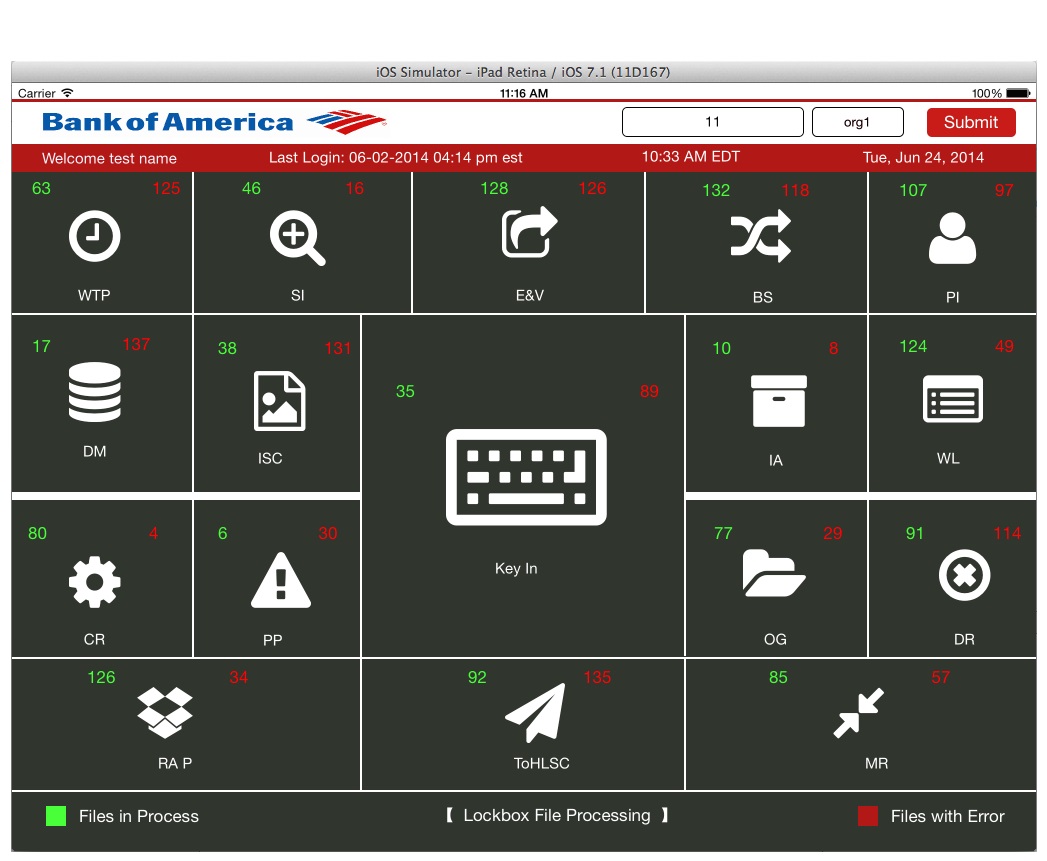 iOS Simulator – iPad Retina / iOS 7.1 (11D167)
Carrier 11:16 AM 100%
Bank of America 11 org1 Submit
Welcome test name Last Login: 06-02-2014 04:14 pm est 10:33 AM EDT Tue, Jun 24, 2014
63 125 46 16 128 126 132 118 107 97
WTP SI E&V BS PI
17 137 38 131 35 89 10 8 124 49
DM ISC IA WL
80 4 6 30 Key In 77 29 91 114
CR PP OG DR
126 34 92 135 85 57
RA P ToHLSC MR
Files in Process 【 Lockbox File Processing 】 Files with Error